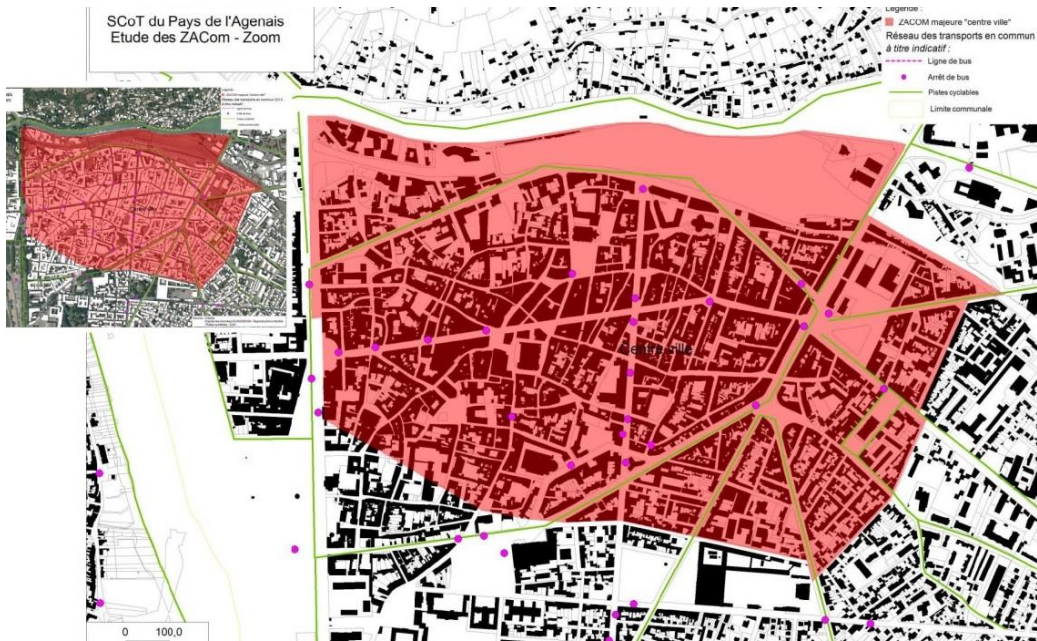 SCoT du Pays de l'Agenais
Etude des ZACom - Zoom
Légende :
ZACOM majeure "centre ville"
Réseau des transports en commun
à titre indicatif :
Ligne de bus
Arrêt de bus
Pistes cyclables
Limite communale
Centre ville
0 100,0